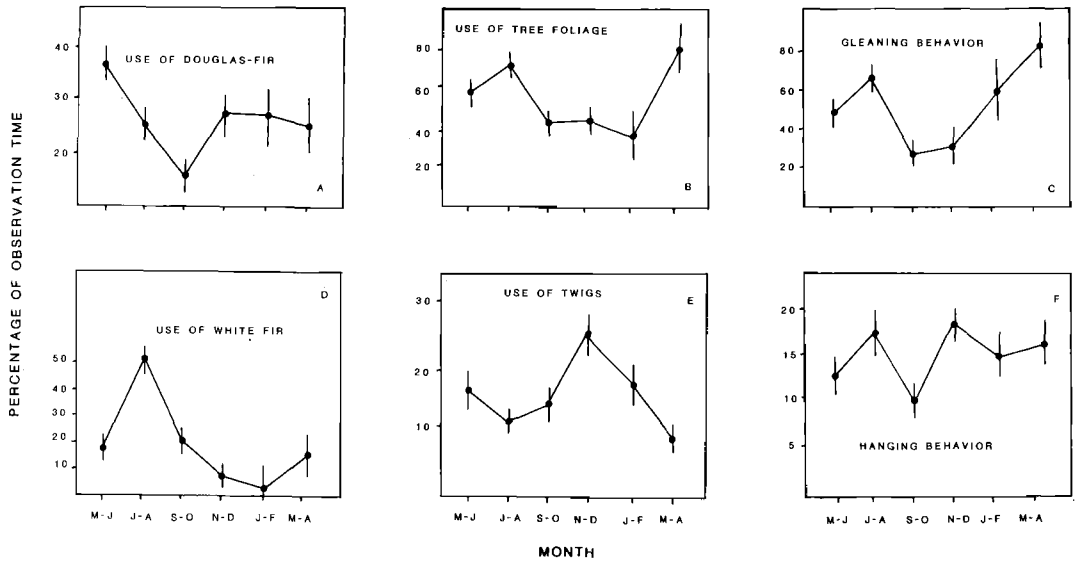 PERCENTAGE OF OBSERVATION TIME
USE OF DOUGLAS-FIR
40
30
20
A
USE OF TREE FOLIAGE
80
60
40
20
B
GLEANING BEHAVIOR
80
60
40
20
C
D
USE OF WHITE FIR
50
40
30
20
10
M-J J-A S-O N-D J-F M-A
USE OF TWIGS
E
30
20
10
M-J J-A S-O N-D J-F M-A
F
20
15
10
5
HANGING BEHAVIOR
M-J J-A S-O N-D J-F M-A
MONTH